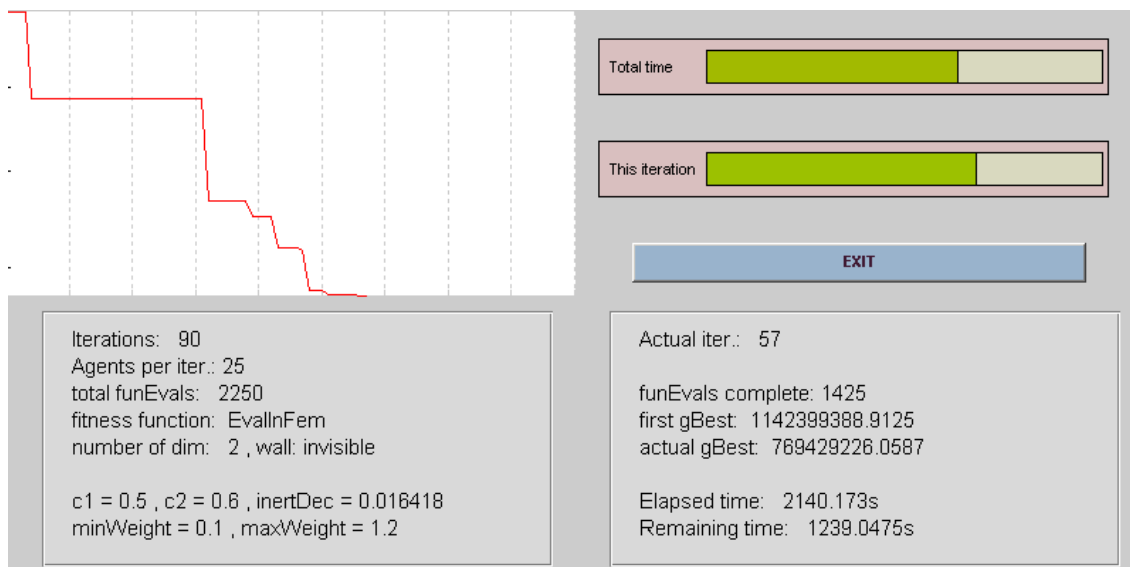 Total time
This iteration
EXIT
Iterations: 90
Agents per iter.: 25
total funEvals: 2250
fitness function: EvalInFem
number of dim: 2 , wall: invisible
c1 = 0.5 , c2 = 0.6 , inertDec = 0.016418
minWeight = 0.1 , maxWeight = 1.2
Actual iter.: 57
funEvals complete: 1425
first gBest: 1142399388.9125
actual gBest: 769429226.0587
Elapsed time: 2140.173s
Remaining time: 1239.0475s